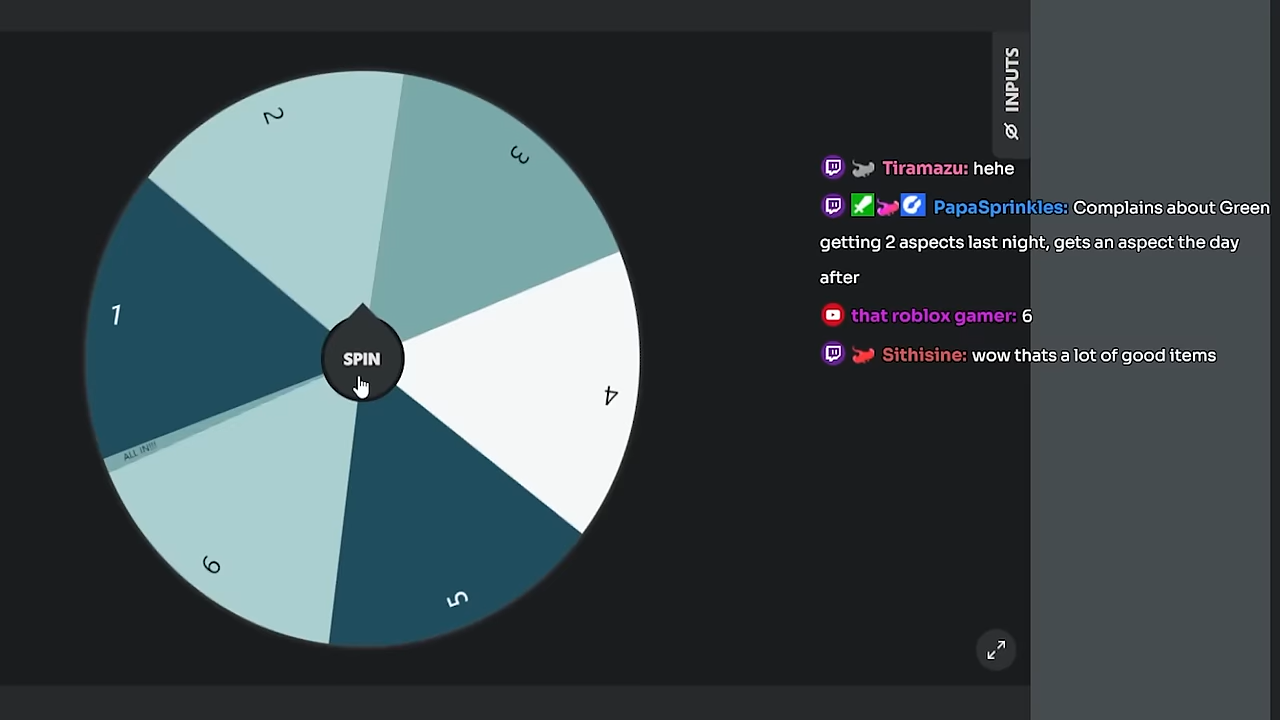 INPUTS
2
3
1
SPIN
4
ALL IN!!!
6
5
Tiramazu: hehe
PapaSprinkles: Complains about Green
getting 2 aspects last night, gets an aspect the day
after
that roblox gamer: 6
Sithisine: wow thats a lot of good items